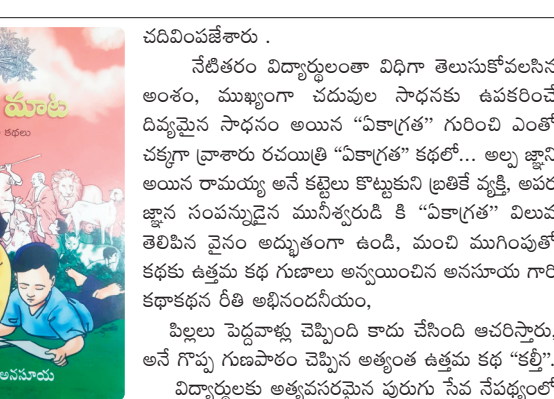 మాట
కథలు
అనసూయ
చదివింపజేశారు .
నేటితరం విద్యార్థులంతా విధిగా తెలుసుకోవలసిన
అంశం, ముఖ్యంగా చదువుల సాధనకు ఉపకరించే
దివ్యమైన సాధనం అయిన “ఏకాగ్రత” గురించి ఎంతో
చక్కగా వ్రాశారు రచయిత్రి “ఏకాగ్రత” కథలో... అల్ప జ్ఞాని
అయిన రామయ్య అనే కట్టెలు కొట్టుకుని బ్రతికే వ్యక్తి, అపర
జ్ఞాన సంపన్నుడైన మునీశ్వరుడి కి “ఏకాగ్రత” విలువ
తెలిపిన వైనం అద్భుతంగా ఉండి, మంచి ముగింపుతో
కథకు ఉత్తమ కథ గుణాలు అన్వయించిన అనసూయ గారి
కథాకథన రీతి అభినందనీయం,
పిల్లలు పెద్దవాళ్లు చెప్పింది కాదు చేసింది ఆచరిస్తారు,
అనే గొప్ప గుణపాఠం చెప్పిన అత్యంత ఉత్తమ కథ “కల్తీ”.
విద్యార్థులకు అత్యవసరమైన పురుగు సేవ నేపథ్యంలో